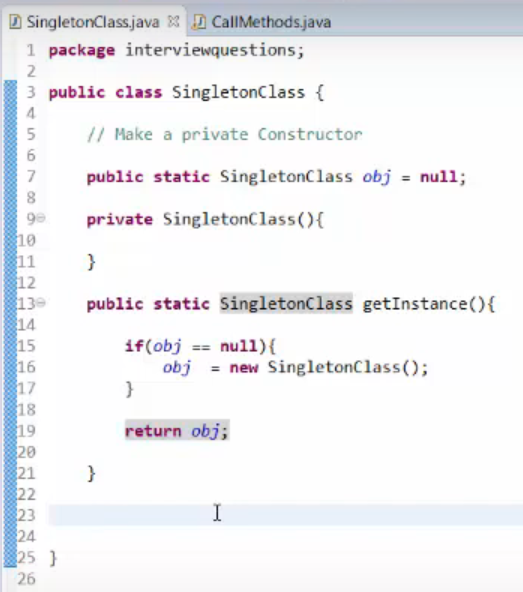 SingletonClass.java CallMethods.java
1 package interviewquestions;
2
3 public class SingletonClass {
4
5 // Make a private Constructor
6
7 public static SingletonClass obj = null;
8
9 private SingletonClass(){
10
11 }
12
13 public static SingletonClass getInstance(){
14
15 if(obj == null){
16 obj = new SingletonClass();
17 }
18
19 return obj;
20
21 }
22
23
24
25 }
26